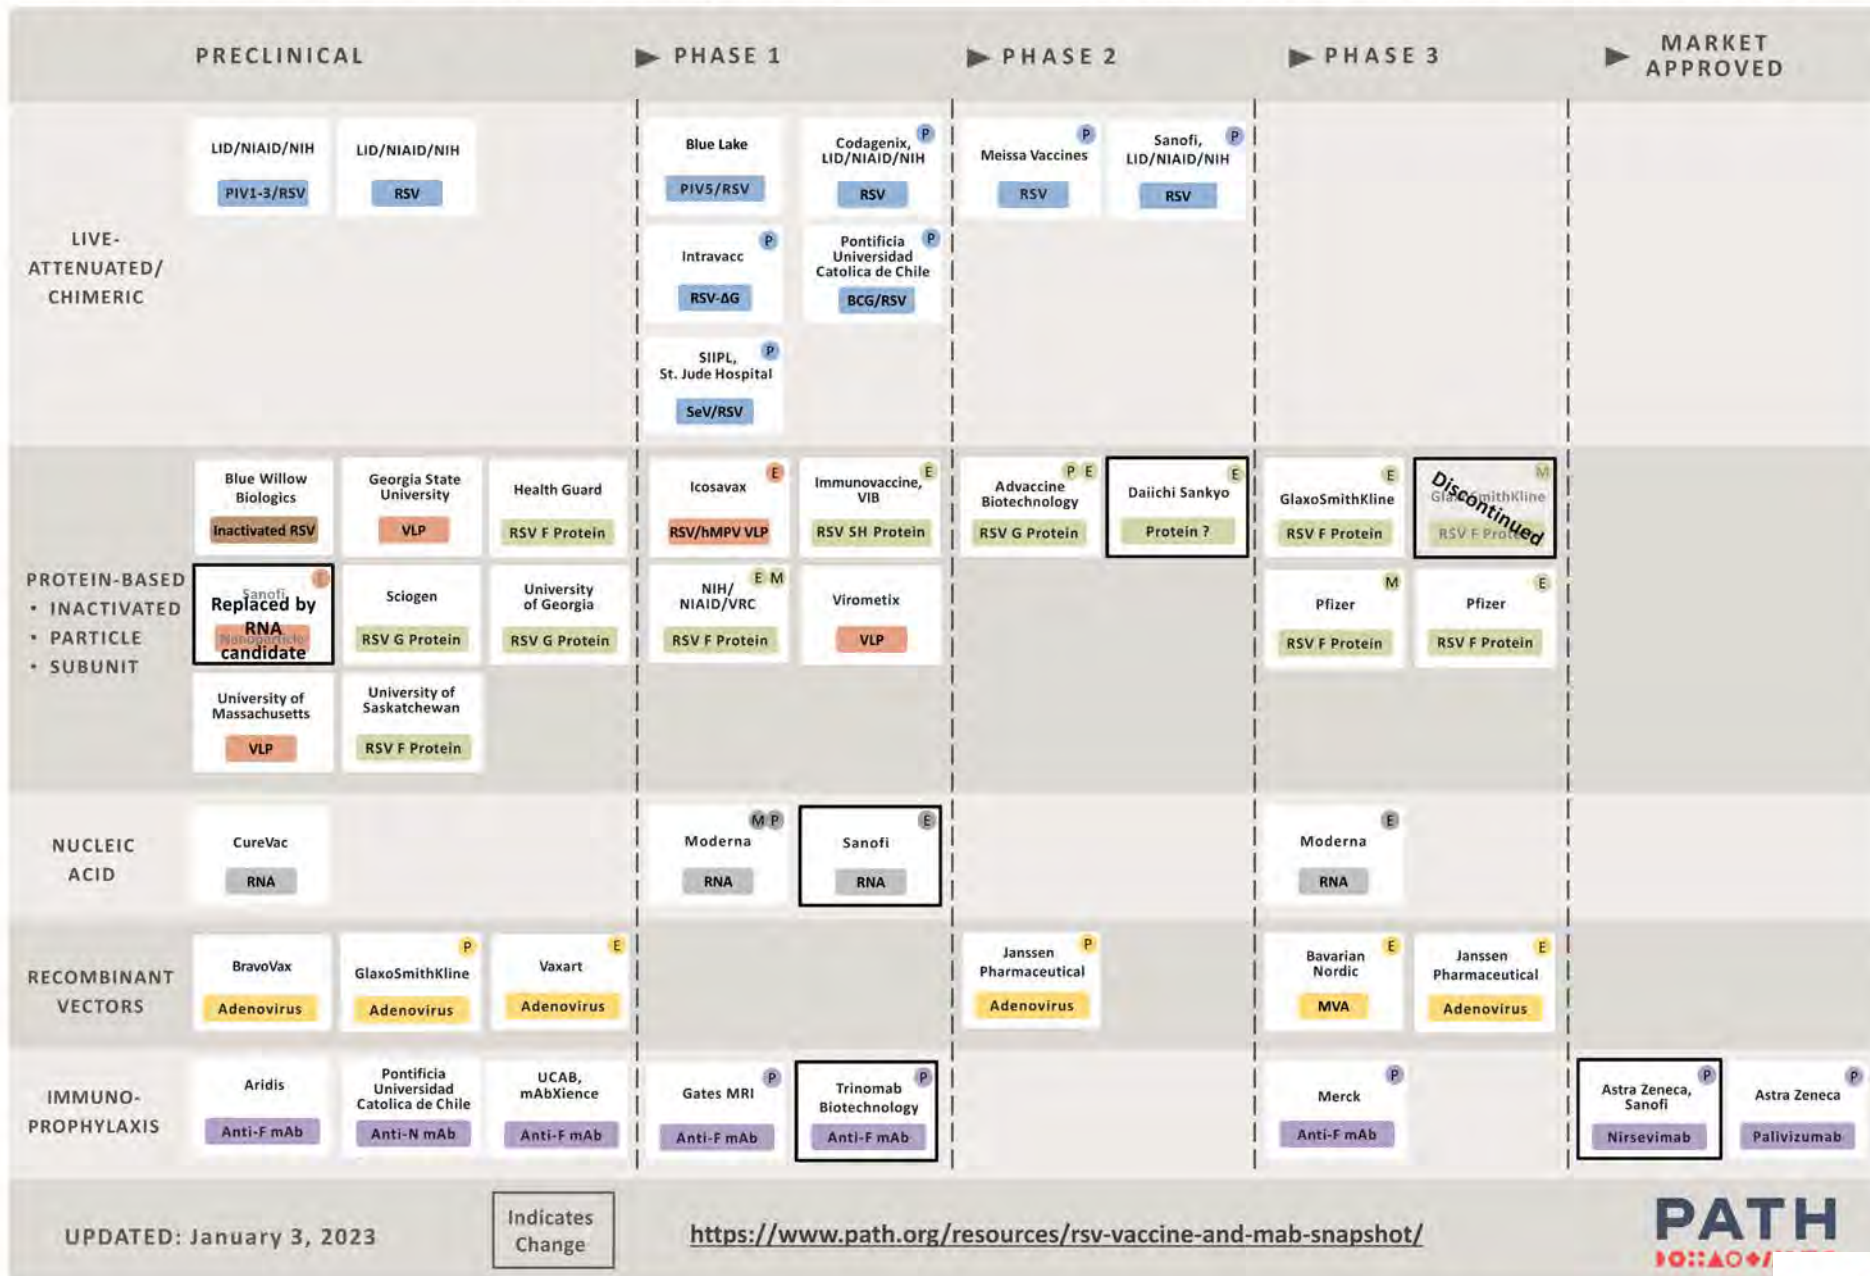 PRECLINICAL
PHASE 1
PHASE 2
PHASE 3
MARKET
APPROVED
LIVE-
ATTENUATED/
CHIMERIC
LID/NIAID/NIH
PIV1-3/RSV
LID/NIAID/NIH
RSV
Blue Lake
PIV5/RSV
P
Codagenix,
LID/NIAID/NIH
RSV
P
Meissa Vaccines
RSV
P
Sanofi,
LID/NIAID/NIH
RSV
P
Intravacc
RSV-ΔG
P
Pontificia
Universidad
Catolica de Chile
BCG/RSV
P
SIIPL,
St. Jude Hospital
SeV/RSV
PROTEIN-BASED
• INACTIVATED
• PARTICLE
• SUBUNIT
Blue Willow
Biologics
Inactivated RSV
Georgia State
University
VLP
Health Guard
RSV F Protein
E
Icosavax
RSV/hMPV VLP
E
Immunovaccine,
VIB
RSV SH Protein
P E
Advaccine
Biotechnology
RSV G Protein
E
Daiichi Sankyo
Protein ?
E
GlaxoSmithKline
RSV F Protein
M
GlaxoSmithKline
Discontinued
RSV F Protein
E
Sanofi
Replaced by
RNA
Nanoparticle
candidate
Sciogen
RSV G Protein
University
of Georgia
RSV G Protein
E M
NIH/
NIAID/VRC
RSV F Protein
Virometix
VLP
M
Pfizer
RSV F Protein
E
Pfizer
RSV F Protein
University of
Massachusetts
VLP
University of
Saskatchewan
RSV F Protein
NUCLEIC
ACID
CureVac
RNA
M P
Moderna
RNA
E
Sanofi
RNA
E
Moderna
RNA
RECOMBINANT
VECTORS
BravoVax
Adenovirus
P
GlaxoSmithKline
Adenovirus
E
Vaxart
Adenovirus
P
Janssen
Pharmaceutical
Adenovirus
E
Bavarian
Nordic
MVA
E
Janssen
Pharmaceutical
Adenovirus
IMMUNO-
PROPHYLAXIS
Aridis
Anti-F mAb
Pontificia
Universidad
Catolica de Chile
Anti-N mAb
UCAB,
mAbXience
Anti-F mAb
P
Gates MRI
Anti-F mAb
P
Trinomab
Biotechnology
Anti-F mAb
P
Merck
Anti-F mAb
P
Astra Zeneca,
Sanofi
Nirsevimab
P
Astra Zeneca
Palivizumab
UPDATED: January 3, 2023
Indicates
Change
https://www.path.org/resources/rsv-vaccine-and-mab-snapshot/
PATH